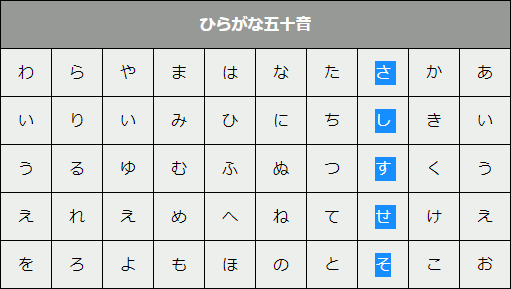 ひらがな五十音
わ ら や ま は な た さ か あ
い り い み ひ に ち し き い
う る ゆ む ふ ぬ つ す く う
え れ え め へ ね て せ け え
を ろ よ も ほ の と そ こ お